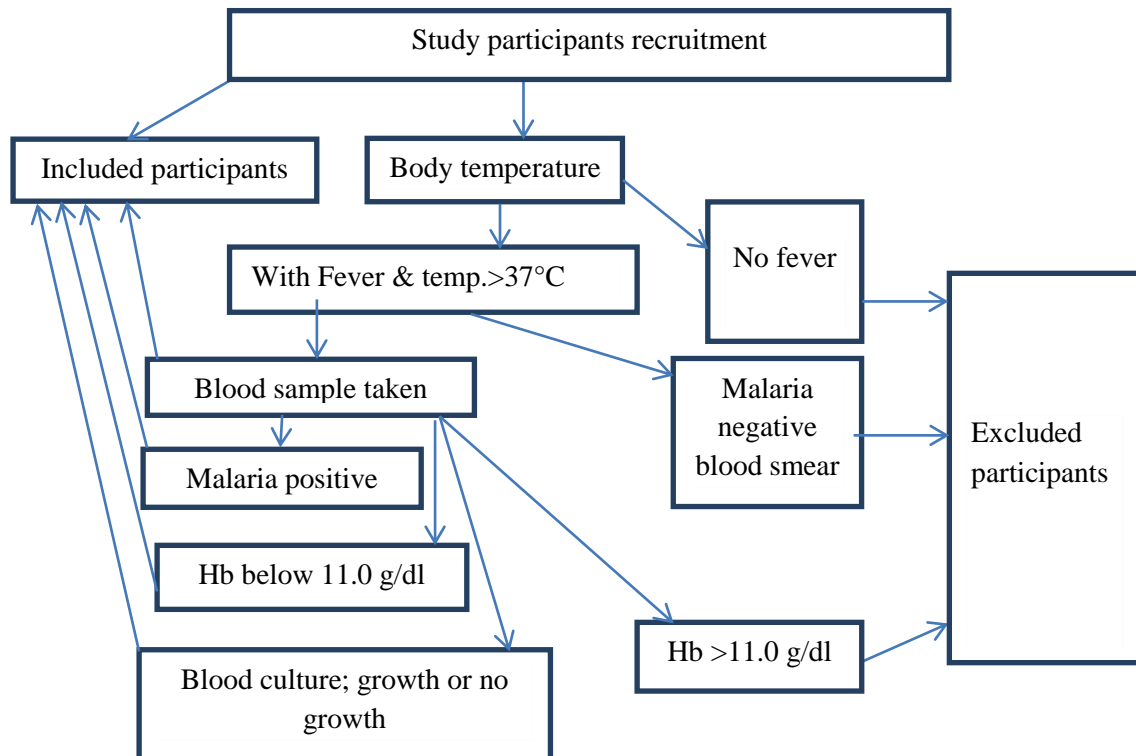 Study participants recruitment
Included participants
Body temperature
No fever
With Fever & temp.>37°C
Blood sample taken
Malaria
negative
blood smear
Excluded
participants
Malaria positive
Hb below 11.0 g/dl
Hb >11.0 g/dl
Blood culture; growth or no
growth